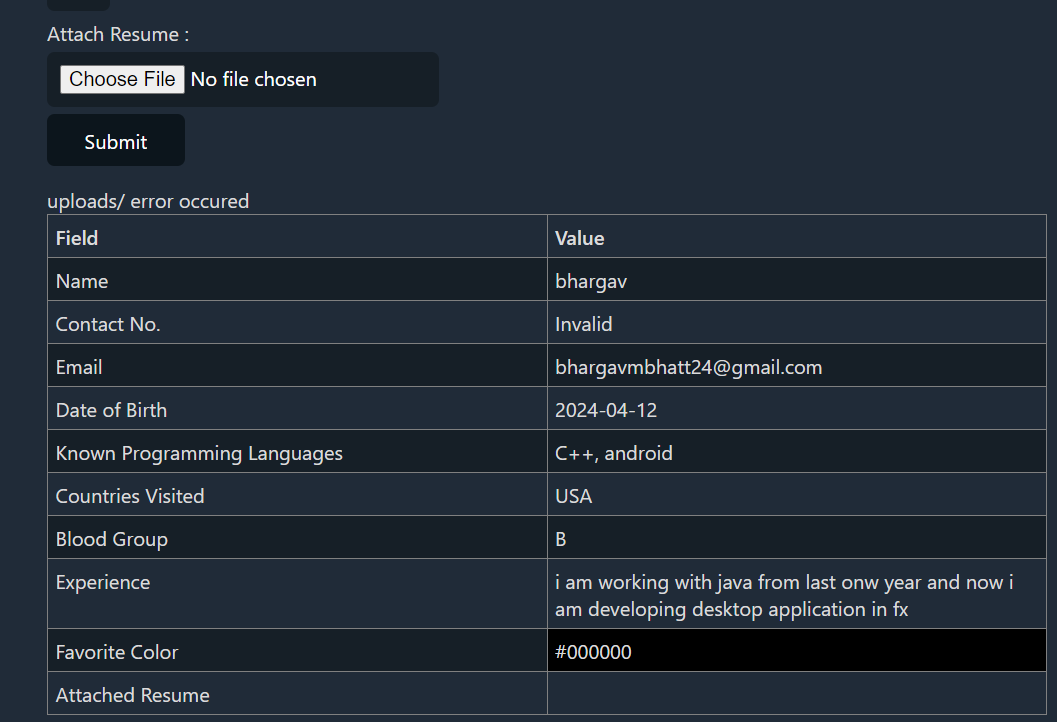 Attach Resume :
Choose File No file chosen
Submit
uploads/ error occured
Field Value
Name bhargav
Contact No. Invalid
Email bhargavmbhatt24@gmail.com
Date of Birth 2024-04-12
Known Programming Languages C++, android
Countries Visited USA
Blood Group B
Experience i am working with java from last onw year and now i
am developing desktop application in fx
Favorite Color #000000
Attached Resume